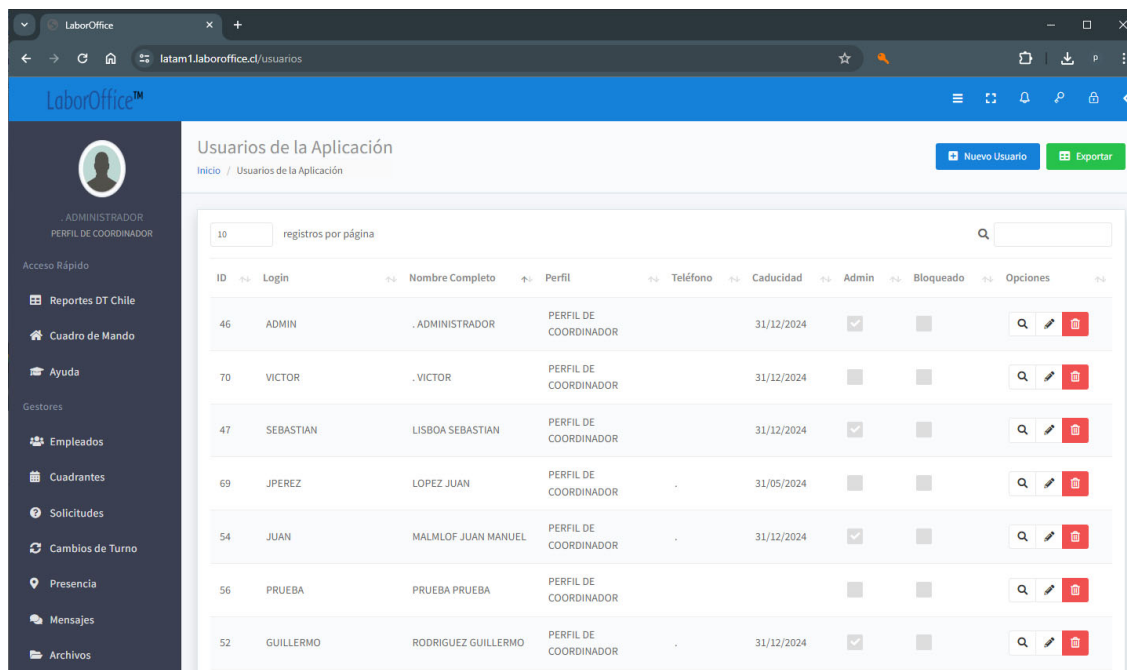 LaborOffice
latam1.laboroffice.cl/usuarios
P
LaborOffice™
. ADMINISTRADOR
PERFIL DE COORDINADOR
Acceso Rápido
Reportes DT Chile
Cuadro de Mando
Ayuda
Gestores
Empleados
Cuadrantes
Solicitudes
Cambios de Turno
Presencia
Mensajes
Archivos
Usuarios de la Aplicación
Inicio / Usuarios de la Aplicación
Nuevo Usuario
Exportar
10 registros por página
ID Login Nombre Completo Perfil Teléfono Caducidad Admin Bloqueado Opciones
46 ADMIN . ADMINISTRADOR PERFIL DE COORDINADOR 31/12/2024
70 VICTOR . VICTOR PERFIL DE COORDINADOR 31/12/2024
47 SEBASTIAN LISBOA SEBASTIAN PERFIL DE COORDINADOR 31/12/2024
69 JPEREZ LOPEZ JUAN PERFIL DE COORDINADOR . 31/05/2024
54 JUAN MALMLOF JUAN MANUEL PERFIL DE COORDINADOR . 31/12/2024
56 PRUEBA PRUEBA PRUEBA PERFIL DE COORDINADOR
52 GUILLERMO RODRIGUEZ GUILLERMO PERFIL DE COORDINADOR . 31/12/2024